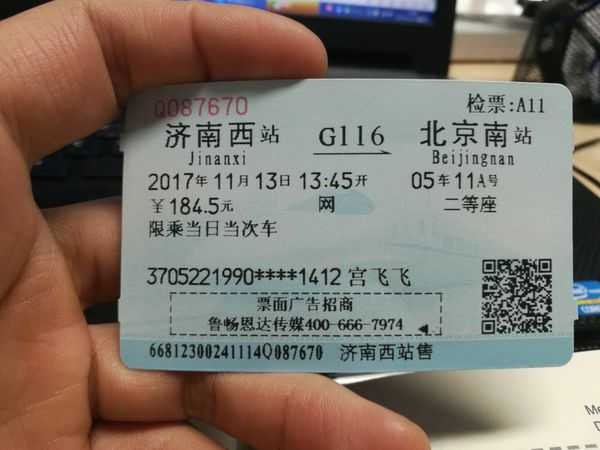 Q087670 检票:A11
济南西站 G116 北京南站
Jinanxi Beijingnan
2017年11月13日13:45开 05车11A号
￥184.5元 网 二等座
限乘当日当次车
3705221990****1412 宫飞飞
票面广告招商
鲁畅恩达传媒400-666-7974
66812300241114Q087670 济南西站售